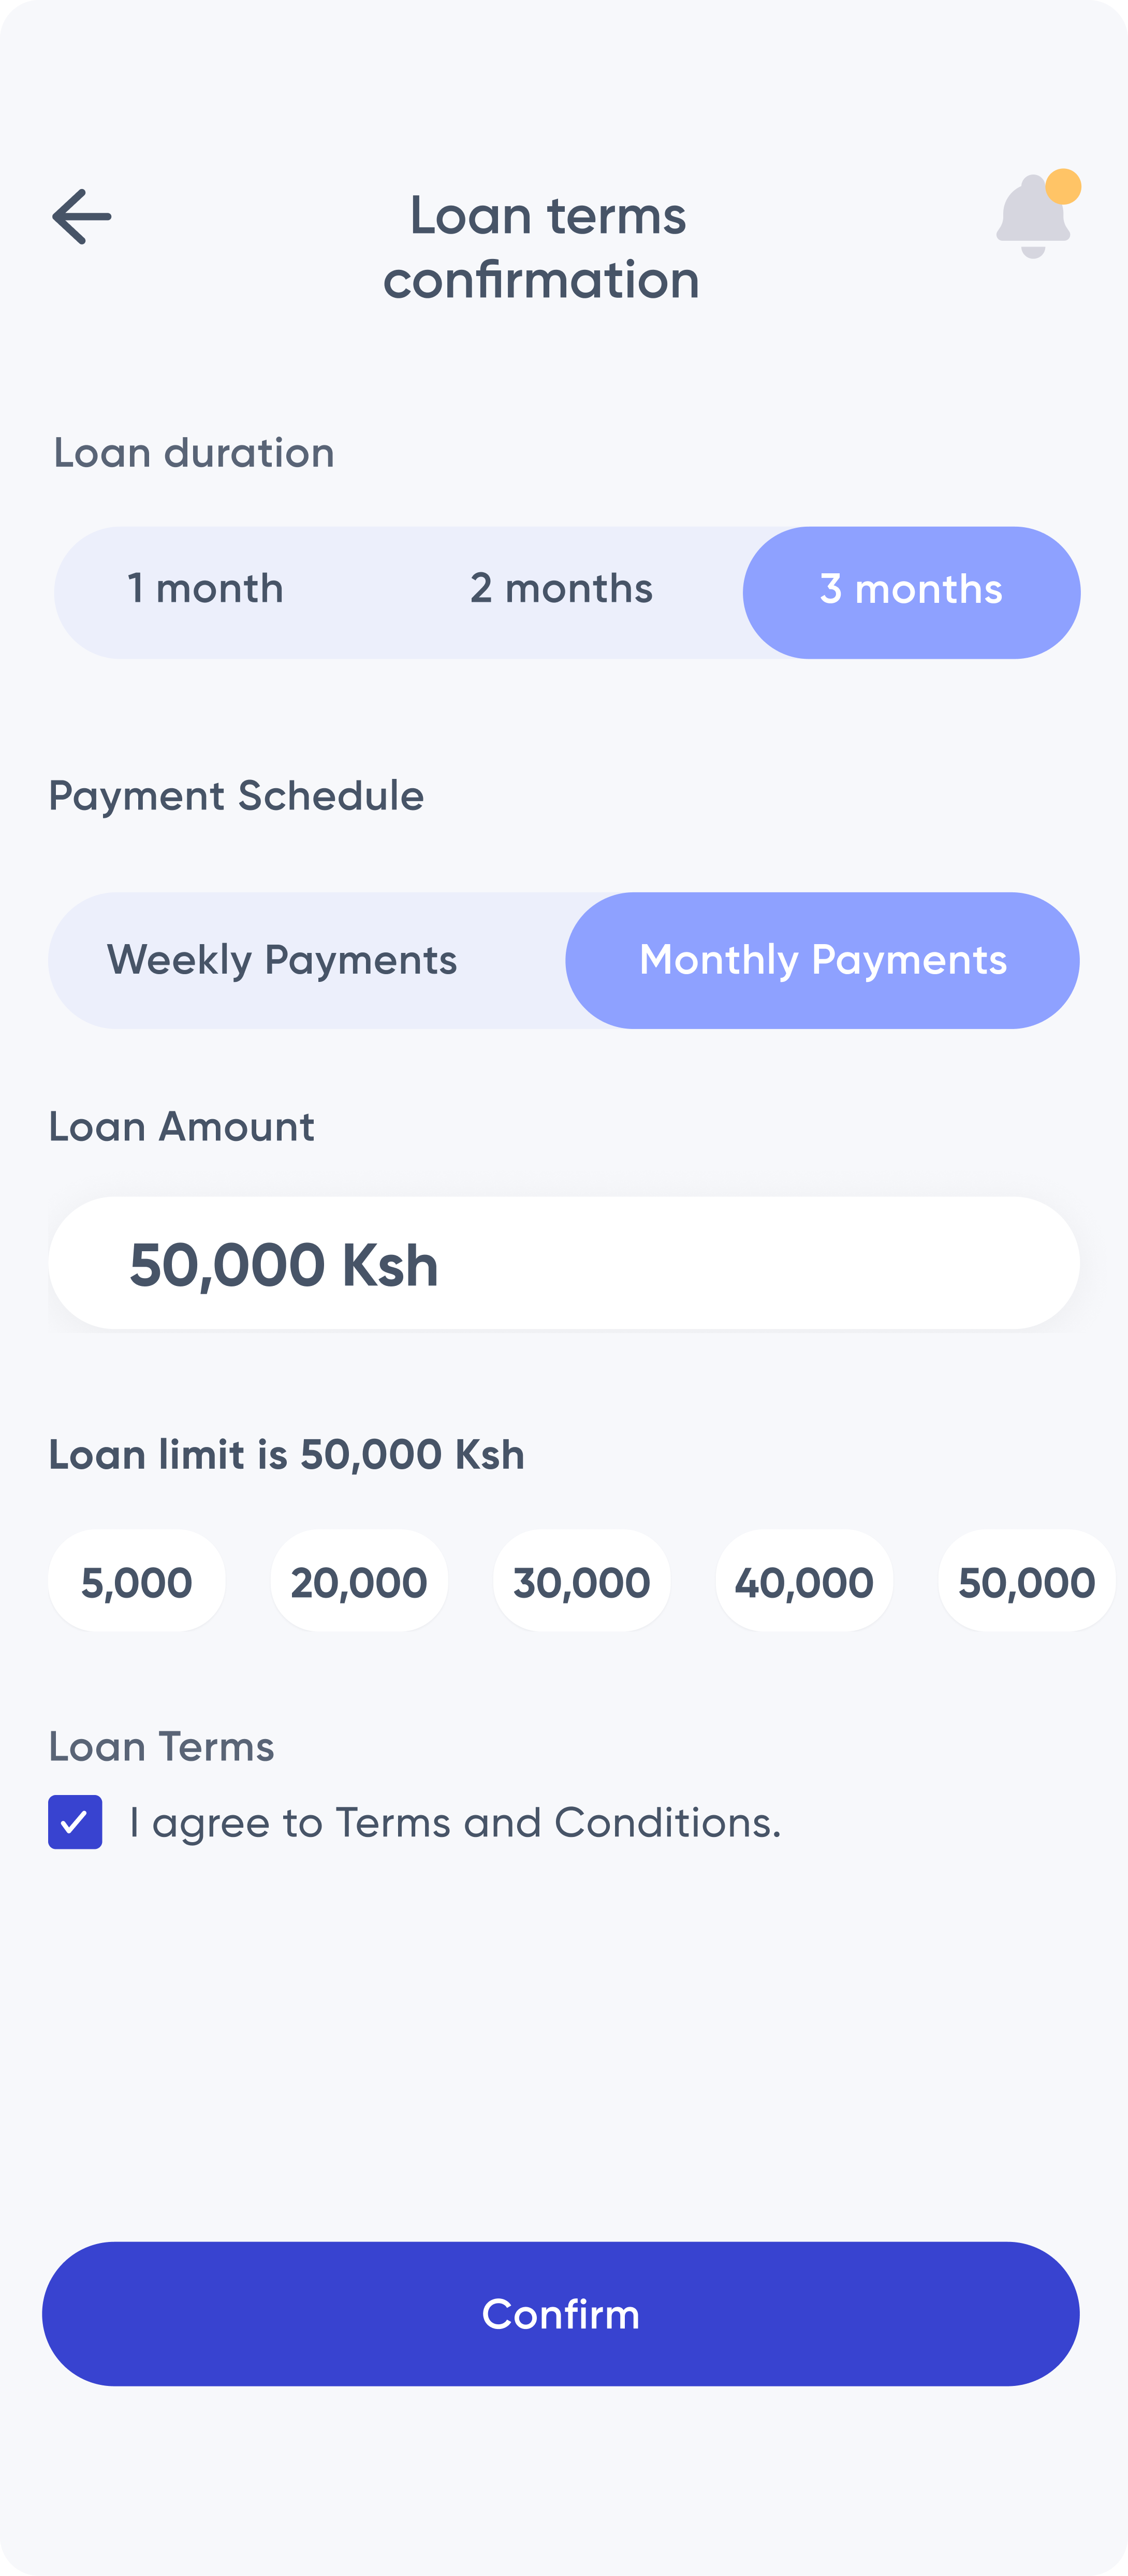 Loan terms
confirmation
Loan duration
1 month 2 months 3 months
Payment Schedule
Weekly Payments Monthly Payments
Loan Amount
50,000 Ksh
Loan limit is 50,000 Ksh
5,000 20,000 30,000 40,000 50,000
Loan Terms
I agree to Terms and Conditions.
Confirm